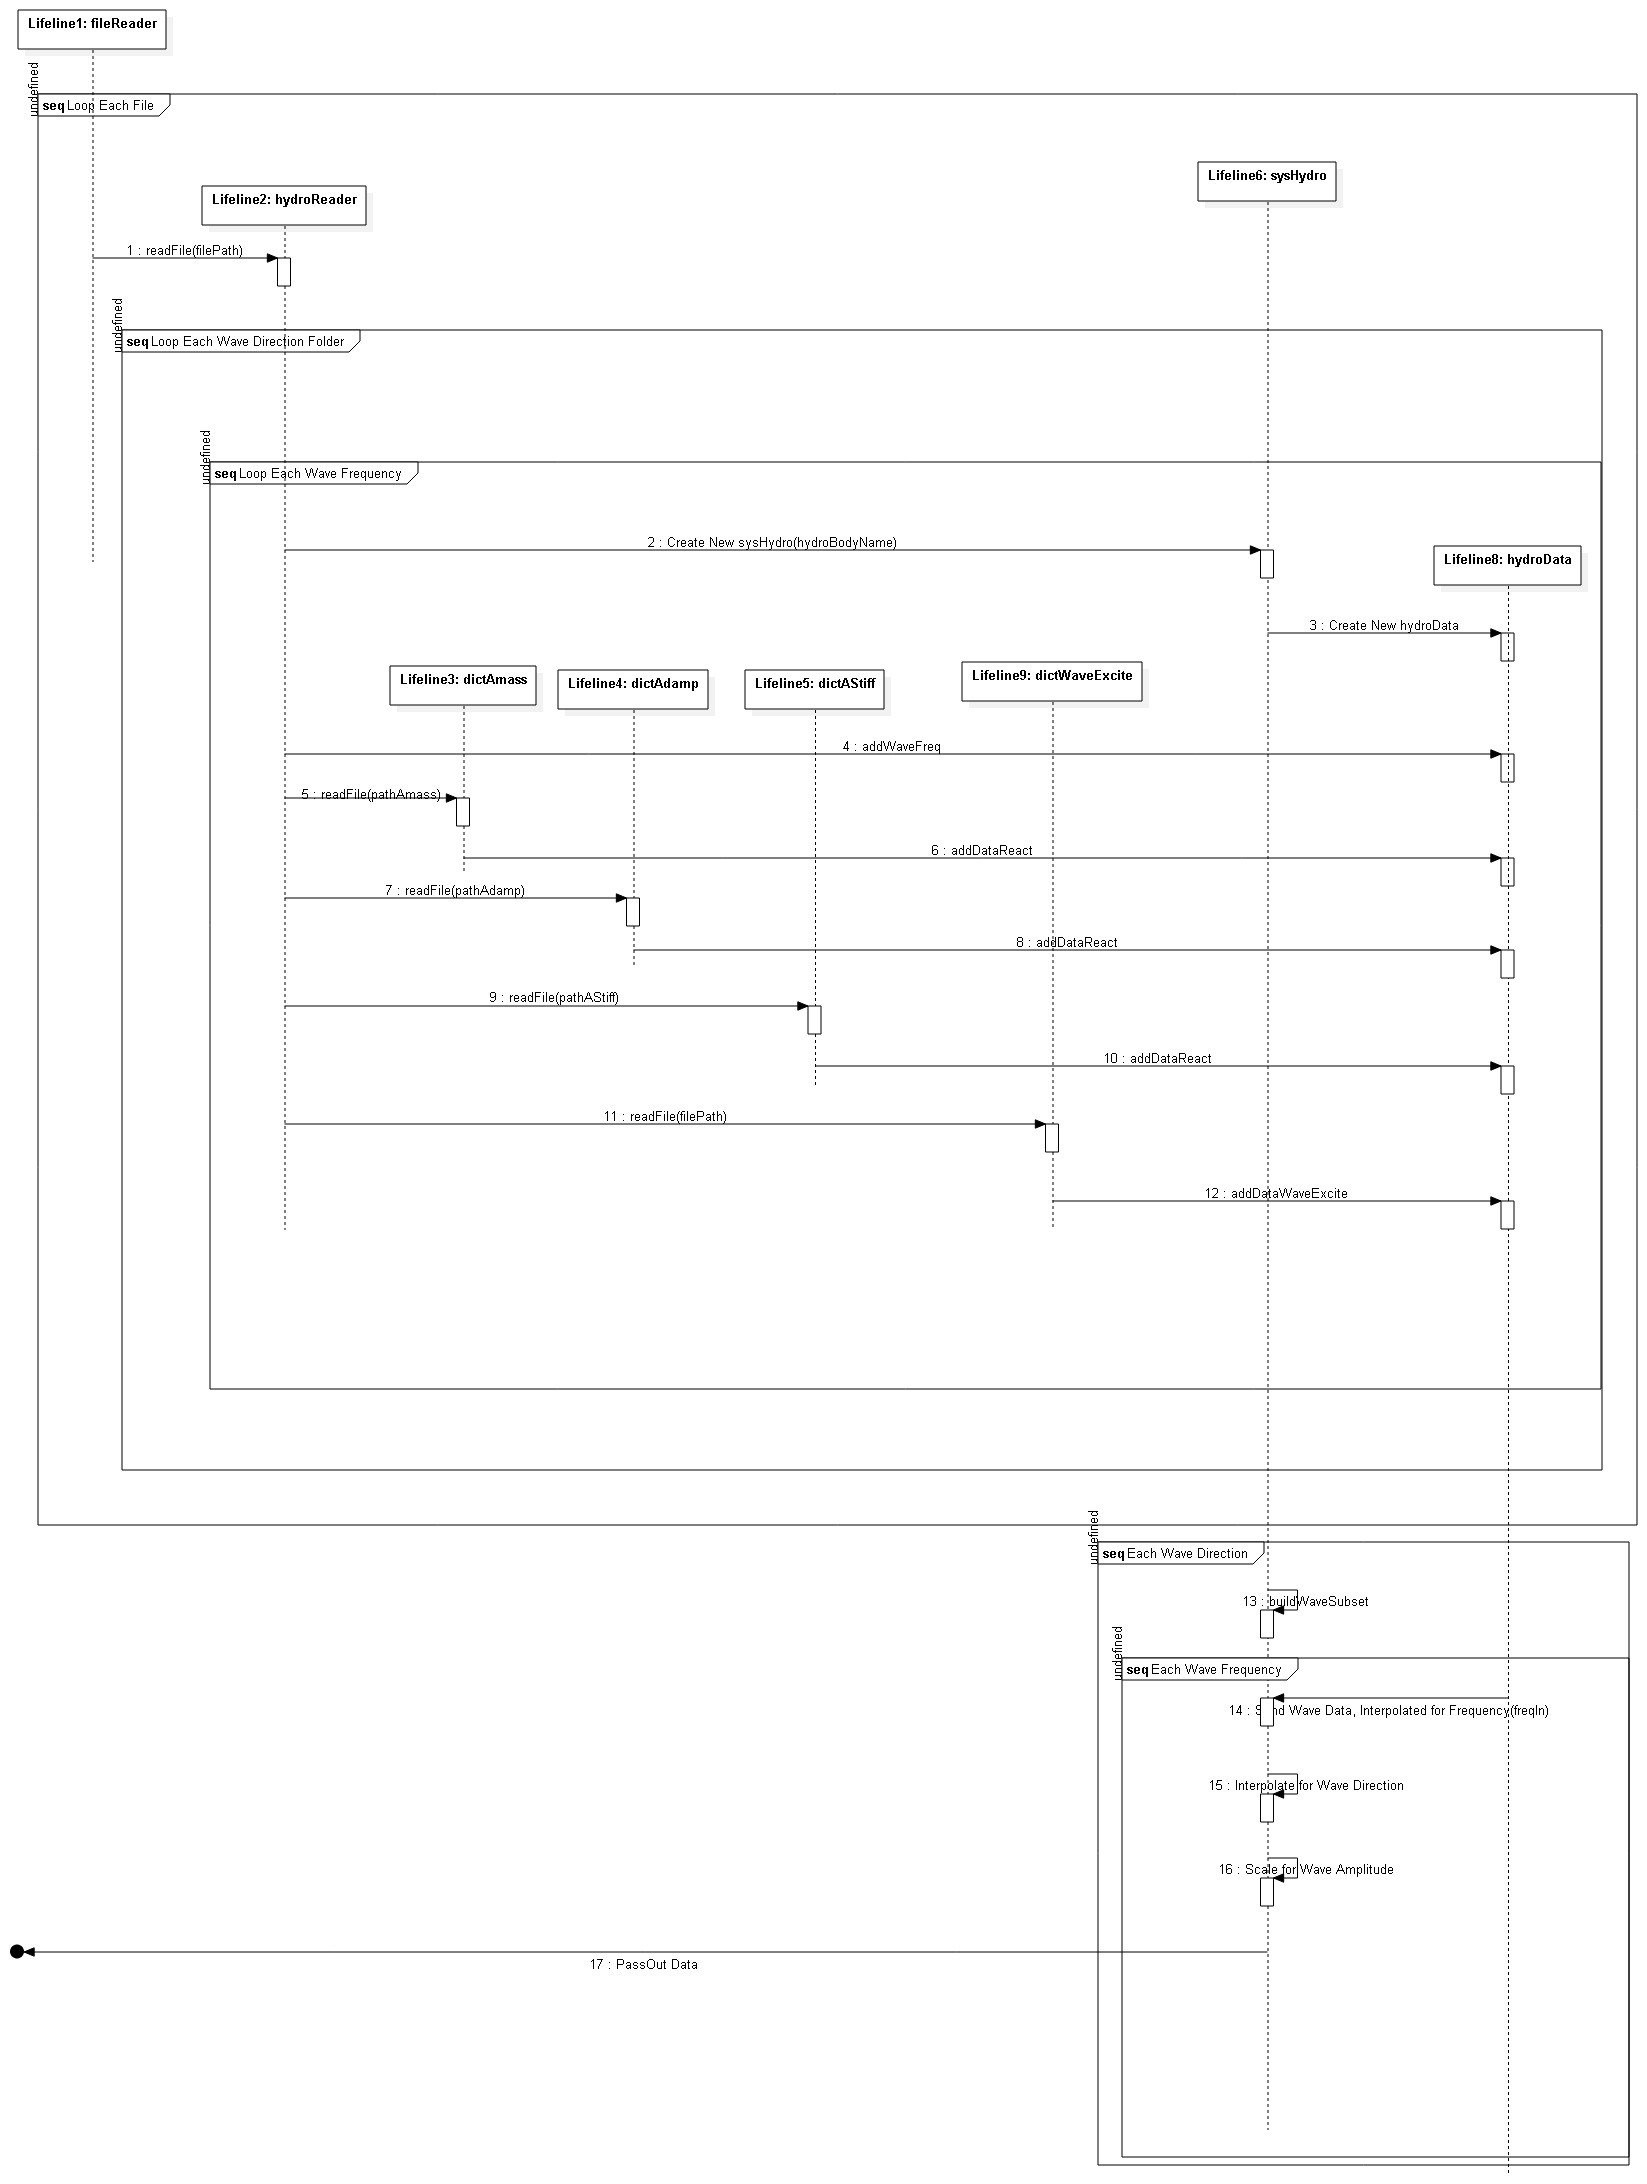 Lifeline1: fileReader
undefined
seq Loop Each File
Lifeline6: sysHydro
Lifeline2: hydroReader
1 : readFile(filePath)
undefined
seq Loop Each Wave Direction Folder
undefined
seq Loop Each Wave Frequency
2 : Create New sysHydro(hydroBodyName)
Lifeline8: hydroData
3 : Create New hydroData
Lifeline3: dictAmass
Lifeline4: dictAdamp
Lifeline5: dictAStiff
Lifeline9: dictWaveExcite
4 : addWaveFreq
5 : readFile(pathAmass)
6 : addDataReact
7 : readFile(pathAdamp)
8 : addDataReact
9 : readFile(pathAStiff)
10 : addDataReact
11 : readFile(filePath)
12 : addDataWaveExcite
undefined
seq Each Wave Direction
13 : buildWaveSubset
undefined
seq Each Wave Frequency
14 : Send Wave Data, Interpolated for Frequency(freqIn)
15 : Interpolate for Wave Direction
16 : Scale for Wave Amplitude
17 : PassOut Data